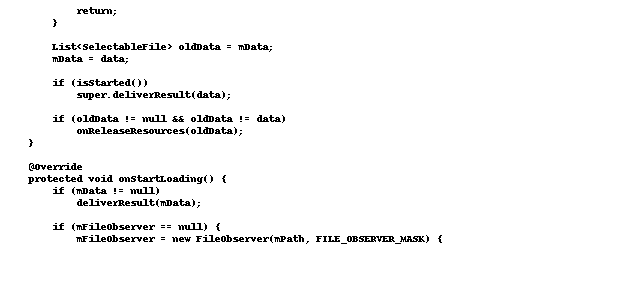 return;
}
List<SelectableFile> oldData = mData;
mData = data;
if (isStarted())
super.deliverResult(data);
if (oldData != null && oldData != data)
onReleaseResources(oldData);
}
@Override
protected void onStartLoading() {
if (mData != null)
deliverResult(mData);
if (mFileObserver == null) {
mFileObserver = new FileObserver(mPath, FILE_OBSERVER_MASK) {